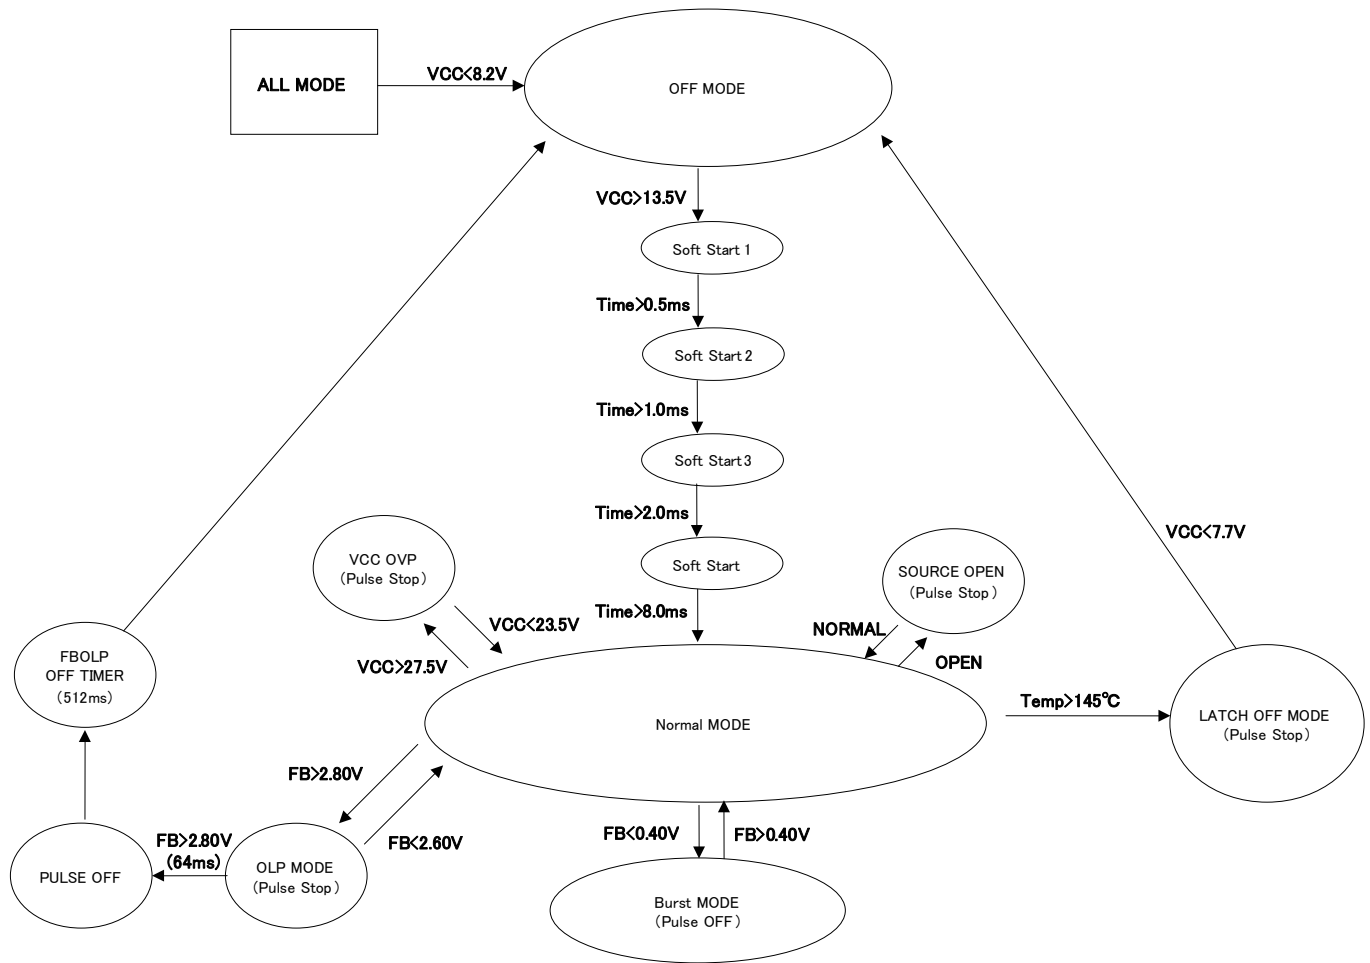 ALL MODE
VCC<8.2V
OFF MODE
VCC>13.5V
Soft Start 1
Time>0.5ms
Soft Start 2
Time>1.0ms
Soft Start 3
Time>2.0ms
Soft Start
Time>8.0ms
VCC OVP
(Pulse Stop)
VCC<23.5V
VCC>27.5V
SOURCE OPEN
(Pulse Stop)
NORMAL
OPEN
VCC<7.7V
FBOLP
OFF TIMER
(512ms)
Normal MODE
Temp>145℃
LATCH OFF MODE
(Pulse Stop)
FB>2.80V
FB<2.60V
FB<0.40V
FB>0.40V
FB>2.80V
(64ms)
PULSE OFF
OLP MODE
(Pulse Stop)
Burst MODE
(Pulse OFF)